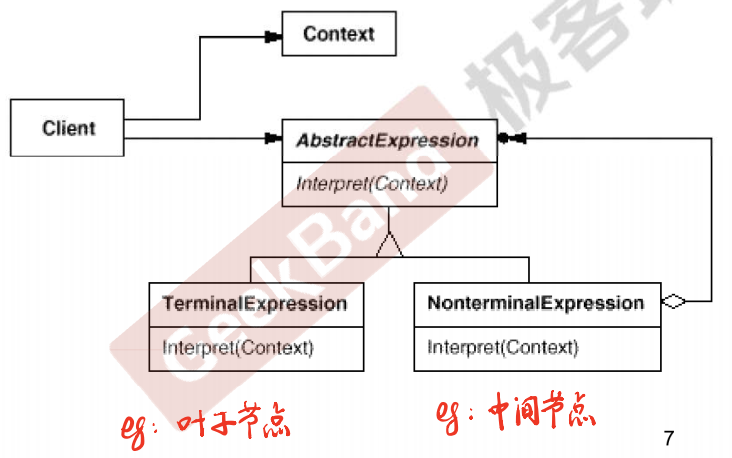 Context
Client
AbstractExpression
Interpret(Context)
TerminalExpression
Interpret(Context)
NonterminalExpression
Interpret(Context)
eg: 叶子节点
eg: 中间节点
7
GeekBand
极客